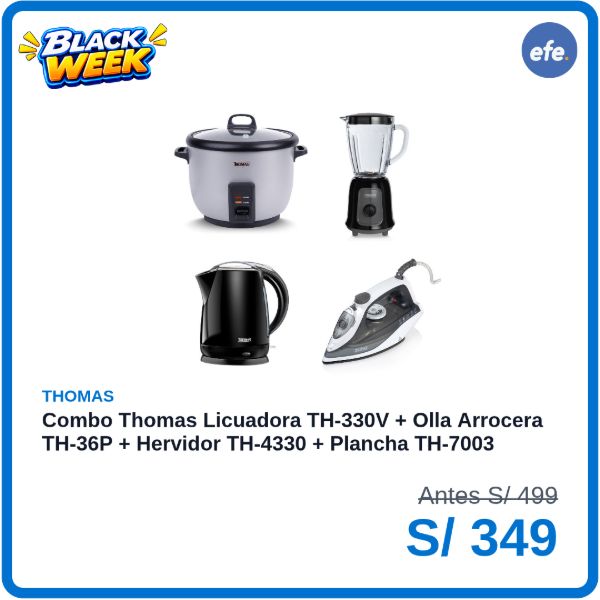 BLACK
WEEK
efe.
THOMAS
THOMAS
Combo Thomas Licuadora TH-330V + Olla Arrocera
TH-36P + Hervidor TH-4330 + Plancha TH-7003
Antes S/ 499
S/ 349